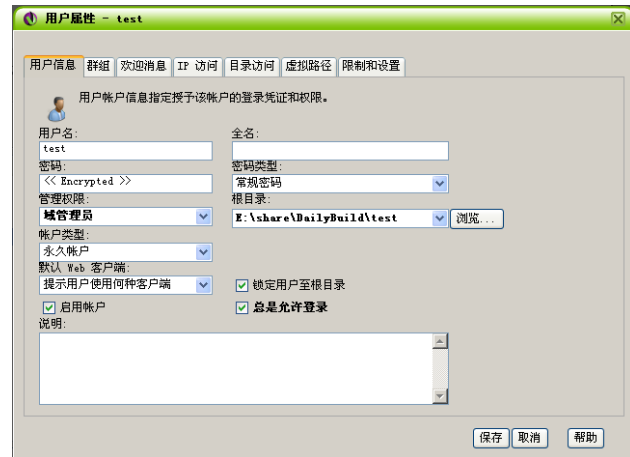 用户属性 - test
用户信息 群组 欢迎消息 IP 访问 目录访问 虚拟路径 限制和设置
用户帐户信息指定授予该帐户的登录凭证和权限。
用户名: 全名:
test
密码: 密码类型:
<< Encrypted >> 常规密码
管理权限: 根目录:
域管理员 E:\share\DailyBuild\test 浏览...
帐户类型:
永久帐户
默认 Web 客户端:
提示用户使用何种客户端 锁定用户至根目录
启用帐户 总是允许登录
说明:
保存 取消 帮助